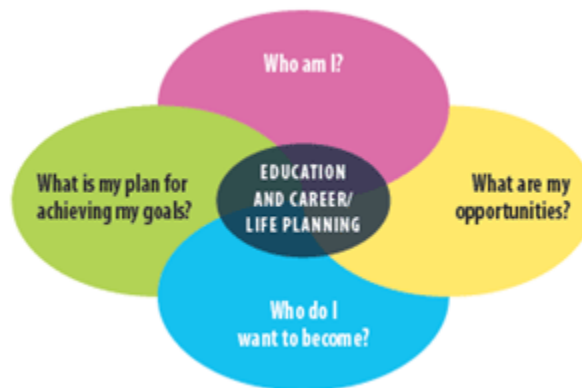 Who am I?
What is my plan for
achieving my goals?
EDUCATION
AND CAREER/
LIFE PLANNING
What are my
opportunities?
Who do I
want to become?